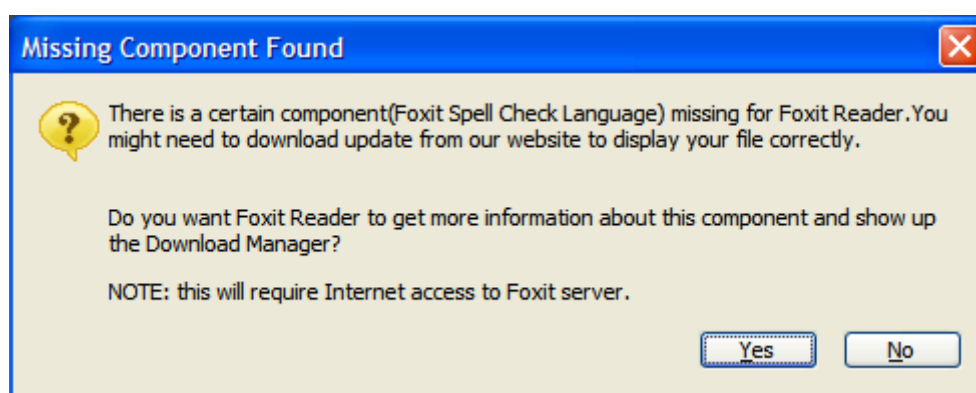 Missing Component Found
There is a certain component(Foxit Spell Check Language) missing for Foxit Reader.You
might need to download update from our website to display your file correctly.
Do you want Foxit Reader to get more information about this component and show up
the Download Manager?
NOTE: this will require Internet access to Foxit server.
Yes No